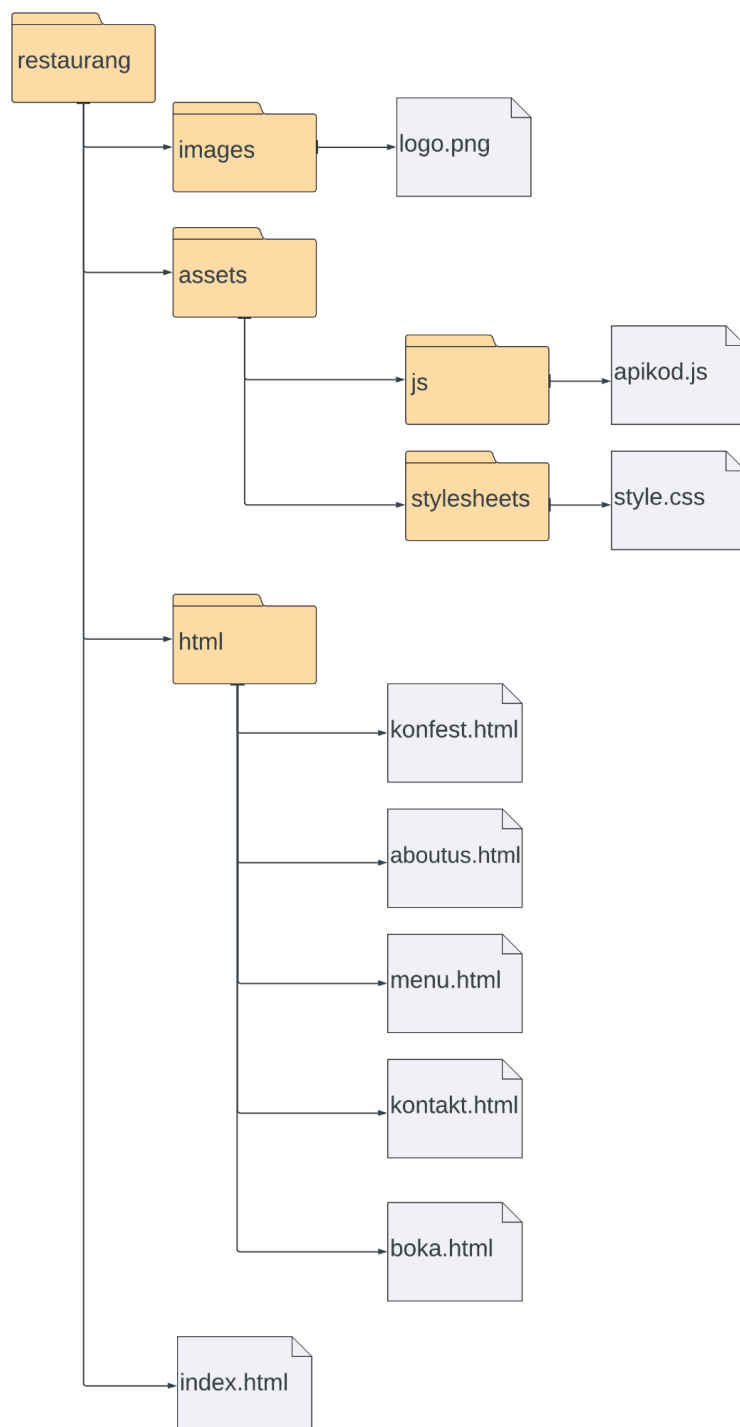 restaurang
images
logo.png
assets
js
apikod.js
stylesheets
style.css
html
konfest.html
aboutus.html
menu.html
kontakt.html
boka.html
index.html